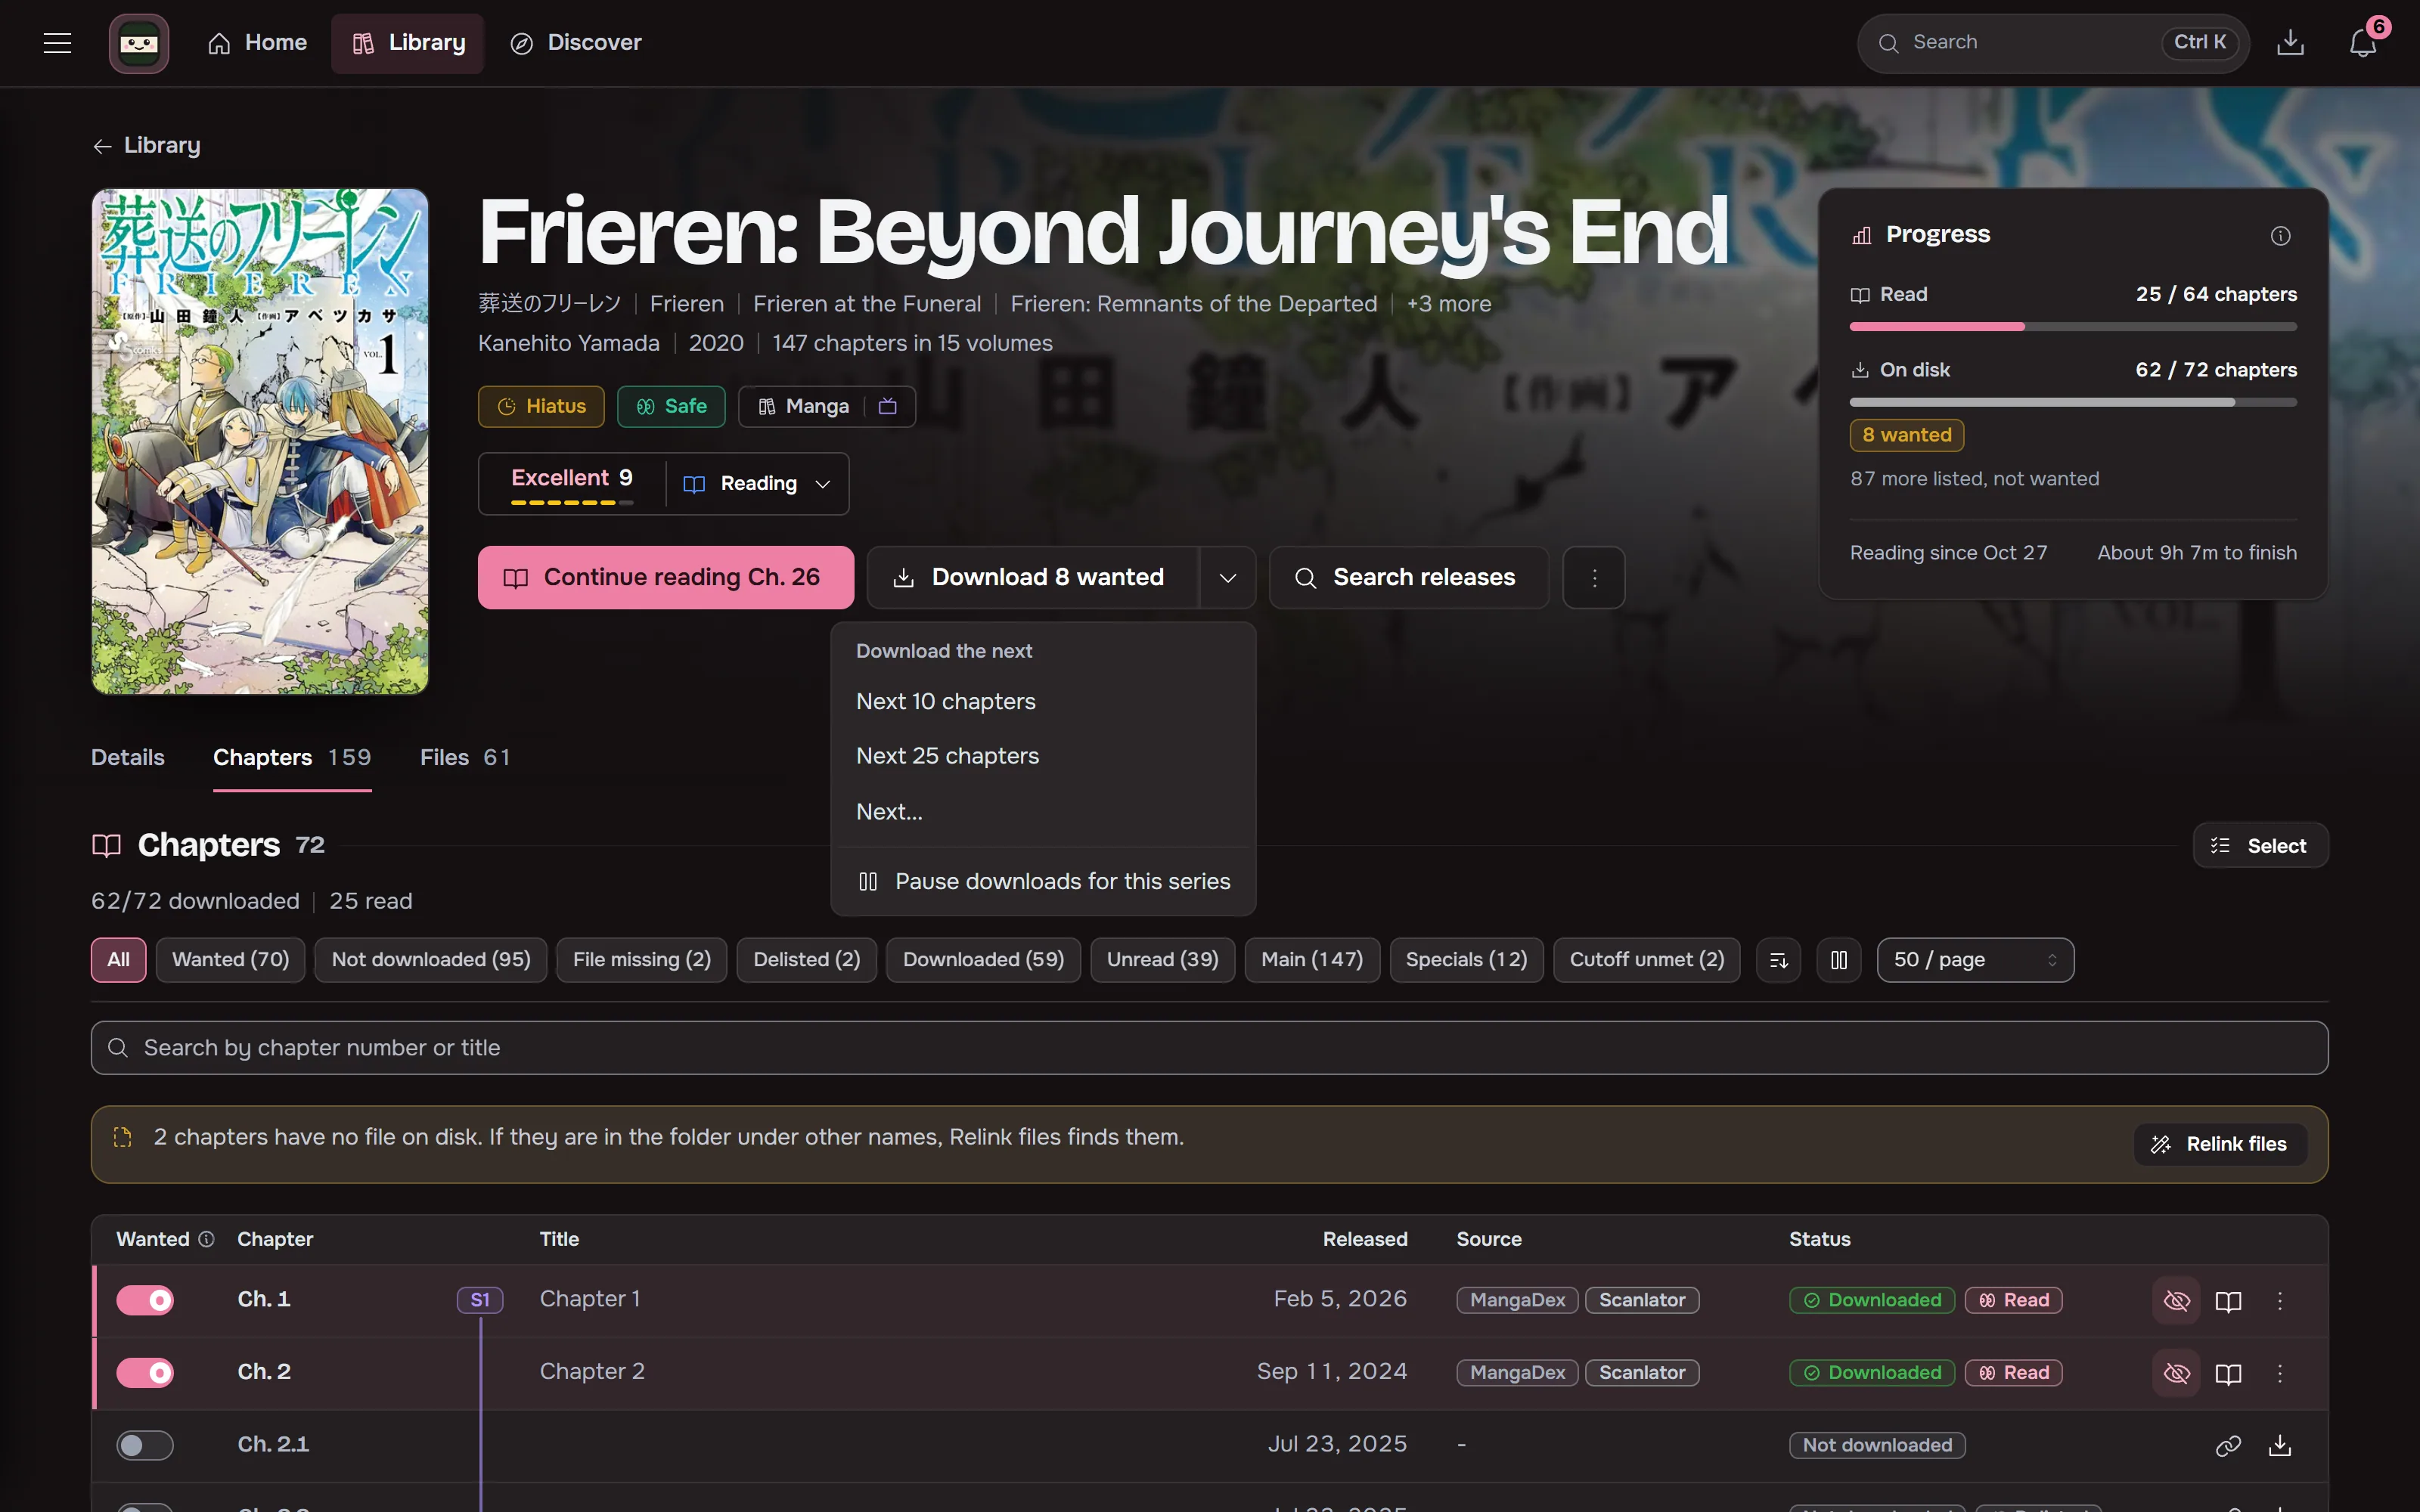 Home
Library
Discover
Search
Ctrl K
6
Library
葬送のフリーレン
FRIEREN
【原作】山田鐘人 【作画】アベツカサ
VOL. 1
Frieren: Beyond Journey's End
葬送のフリーレン | Frieren | Frieren at the Funeral | Frieren: Remnants of the Departed | +3 more
Kanehito Yamada | 2020 | 147 chapters in 15 volumes
Hiatus
Safe
Manga
Excellent 9
Reading
Continue reading Ch. 26
Download 8 wanted
Search releases
Progress
Read 25 / 64 chapters
On disk 62 / 72 chapters
8 wanted
87 more listed, not wanted
Reading since Oct 27 About 9h 7m to finish
Download the next
Next 10 chapters
Next 25 chapters
Next...
Pause downloads for this series
Details
Chapters 159
Files 61
Chapters 72
Select
62/72 downloaded | 25 read
All
Wanted (70)
Not downloaded (95)
File missing (2)
Delisted (2)
Downloaded (59)
Unread (39)
Main (147)
Specials (12)
Cutoff unmet (2)
50 / page
Search by chapter number or title
2 chapters have no file on disk. If they are in the folder under other names, Relink files finds them.
Relink files
Wanted Chapter Title Released Source Status
Ch. 1 S1 Chapter 1 Feb 5, 2026 MangaDex Scanlator Downloaded Read
Ch. 2 Chapter 2 Sep 11, 2024 MangaDex Scanlator Downloaded Read
Ch. 2.1 Jul 23, 2025 - Not downloaded